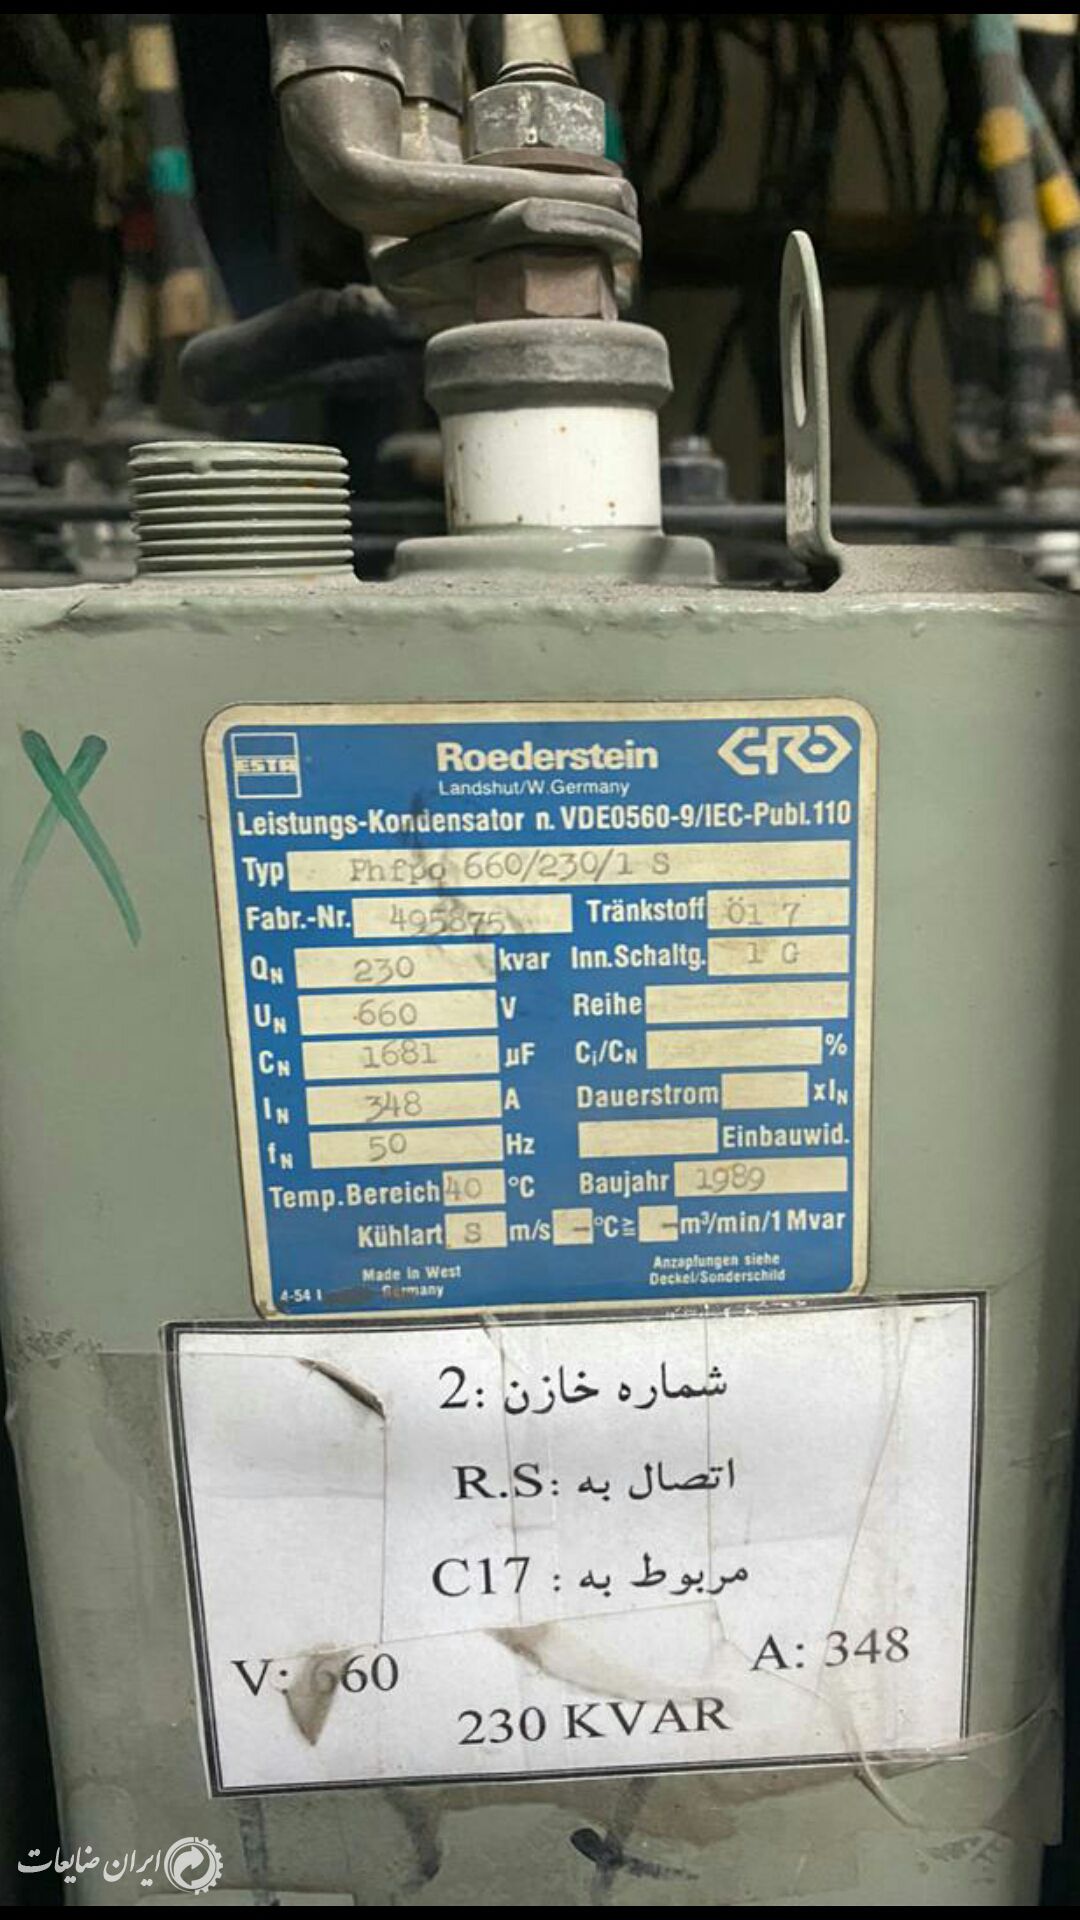 ESTA
Roederstein
ERO
Landshut/W.Germany
Leistungs-Kondensator n. VDE0560-9/IEC-Publ.110
Typ Phfpo 660/230/1 S
Fabr.-Nr. 495875 Tränkstoff Öl 7
QN 230 kvar Inn.Schaltg. 1 G
UN 660 V Reihe
CN 1681 µF Ci/CN %
IN 348 A Dauerstrom xIN
fN 50 Hz Einbauwid.
Temp.Bereich 40 °C Baujahr 1989
Kühlart S m/s – °C≧ – m³/min/1 Mvar
Made in West
Germany
Anzapfungen siehe
Deckel/Sonderschild
4-54 1
شماره خازن :2
اتصال به :R.S
مربوط به : C17
V: 660 A: 348
230 KVAR
ایران ضایعات